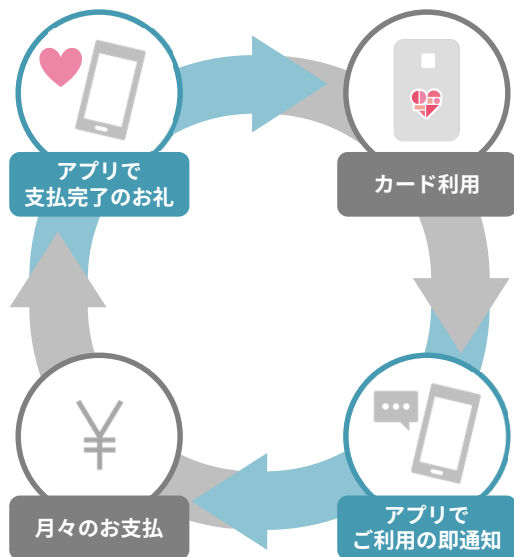 アプリで
支払完了のお礼
カード利用
¥
月々のお支払
アプリで
ご利用の即通知